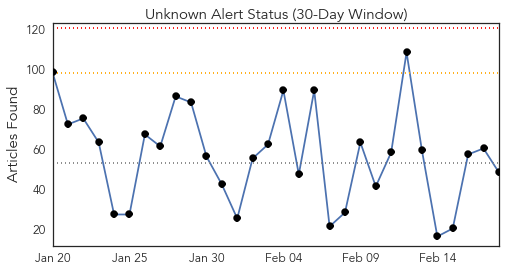 Unknown Alert Status (30-Day Window)
120
100
80
60
40
20
Articles Found
Jan 20 Jan 25 Jan 30 Feb 04 Feb 09 Feb 14